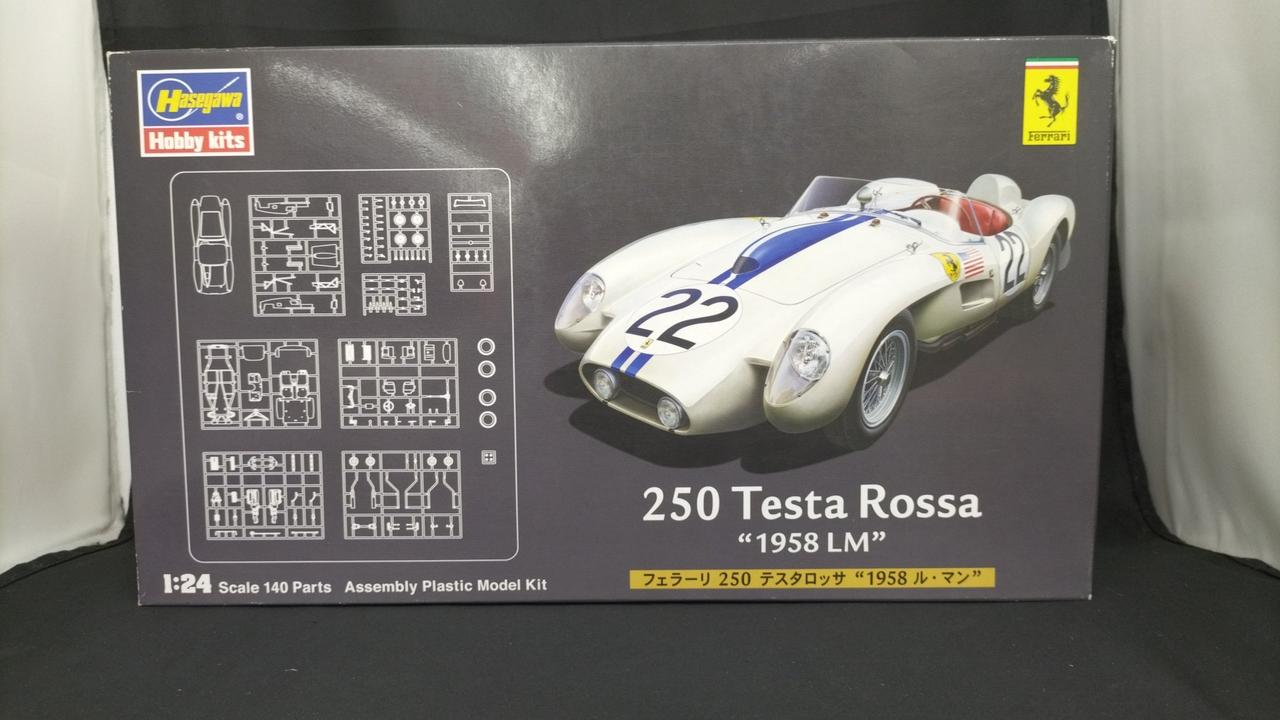 Hasegawa®
Hobby kits
Ferrari
22
22
250 Testa Rossa
“1958 LM”
フェラーリ 250 テスタロッサ “1958 ル・マン”
1:24 Scale 140 Parts Assembly Plastic Model Kit